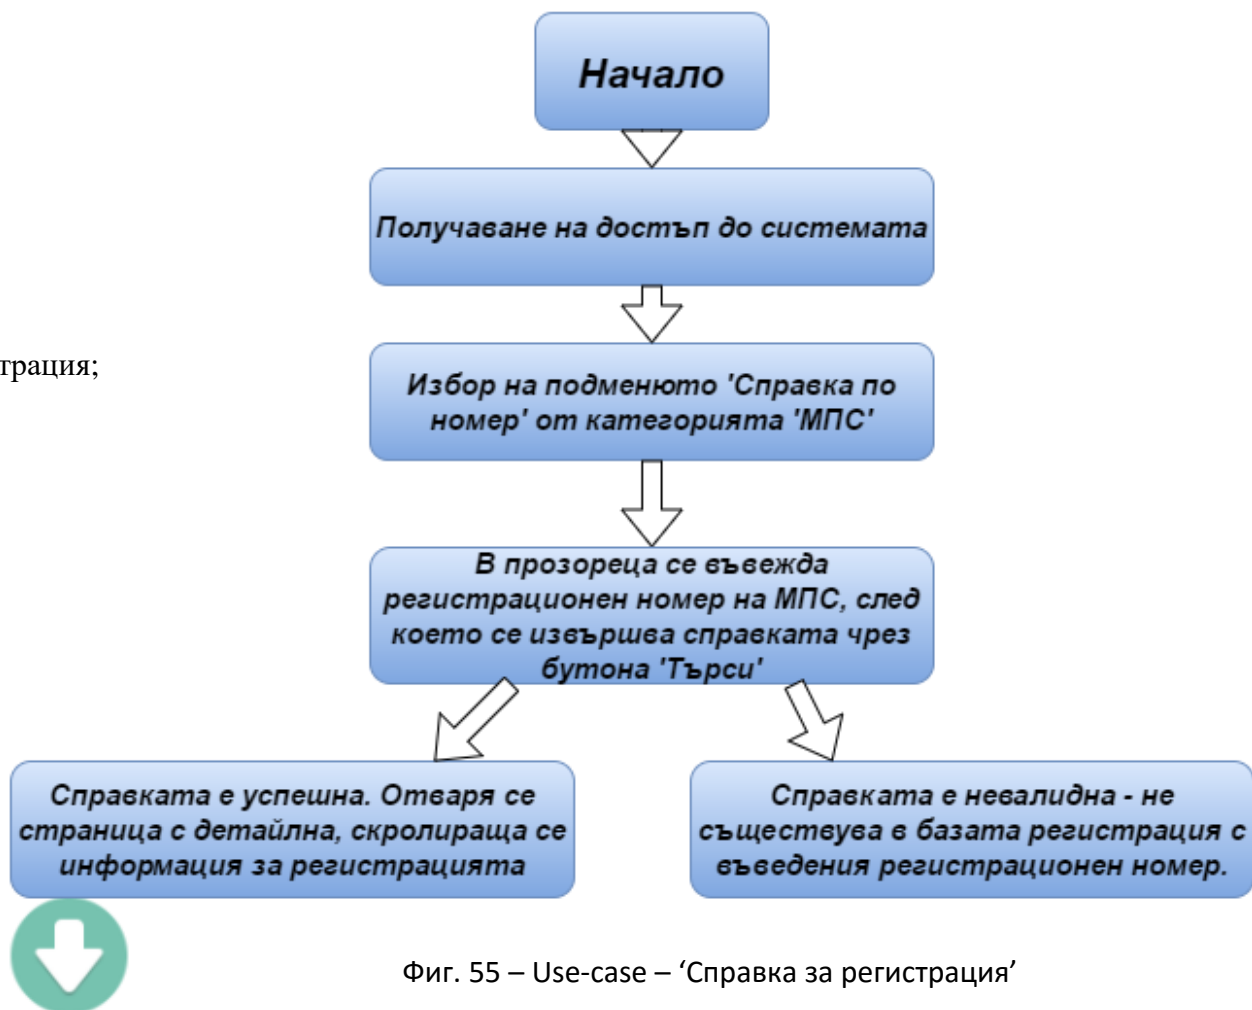 Начало
Получаване на достъп до системата
трация;
Избор на подменюто 'Справка по
номер' от категорията 'МПС'
В прозореца се въвежда
регистрационен номер на МПС, след
което се извършва справката чрез
бутона 'Търси'
Справката е успешна. Отваря се
страница с детайлна, скролираща се
информация за регистрацията
Справката е невалидна - не
съществува в базата регистрация с
въведения регистрационен номер.
Фиг. 55 – Use-case – ‘Справка за регистрация’